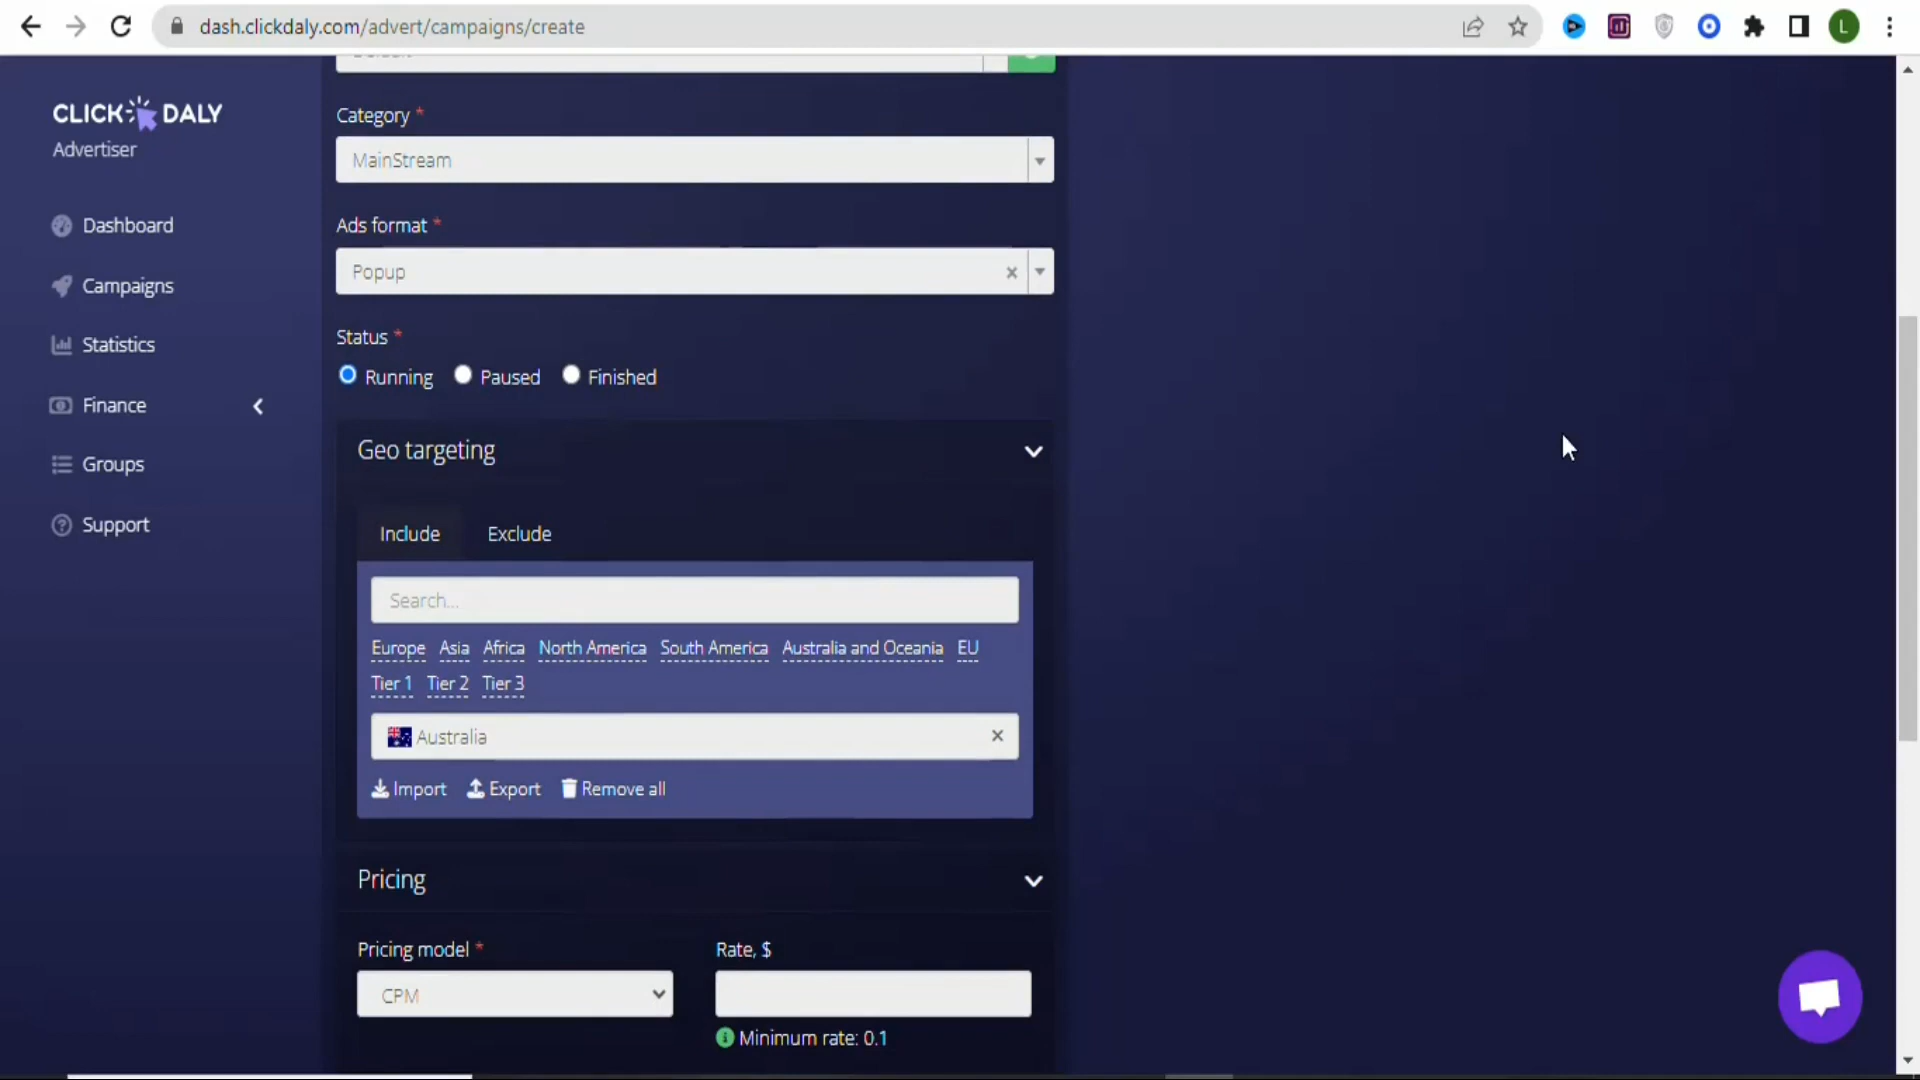 dash.clickdaly.com/advert/campaigns/create
L
CLICK DALY
Advertiser
Dashboard
Campaigns
Statistics
Finance
Groups
Support
Category *
MainStream
Ads format *
Popup
Status *
Running Paused Finished
Geo targeting
Include Exclude
Search...
Europe Asia Africa North America South America Australia and Oceania EU
Tier 1 Tier 2 Tier 3
Australia
Import Export Remove all
Pricing
Pricing model * Rate, $
CPM
Minimum rate: 0.1